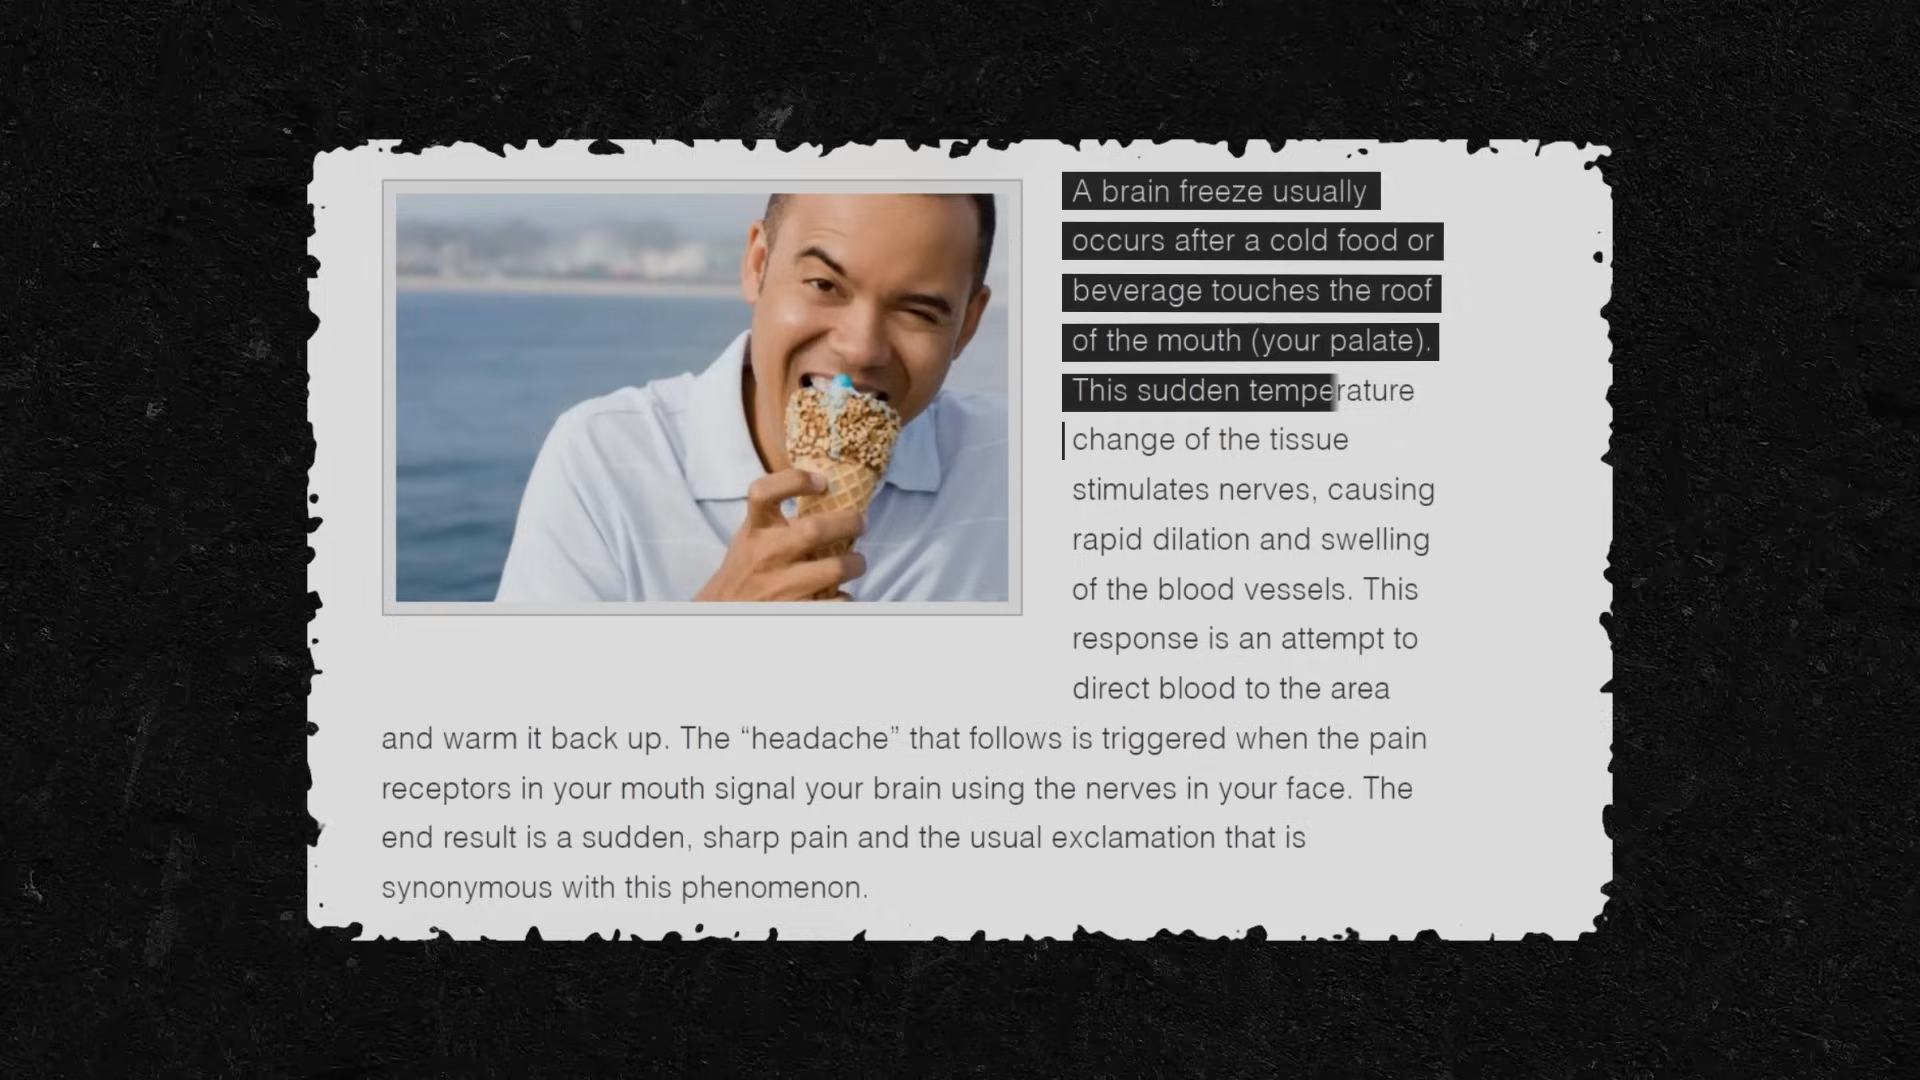 A brain freeze usually
occurs after a cold food or
beverage touches the roof
of the mouth (your palate).
This sudden temperature
change of the tissue
stimulates nerves, causing
rapid dilation and swelling
of the blood vessels. This
response is an attempt to
direct blood to the area
and warm it back up. The “headache” that follows is triggered when the pain
receptors in your mouth signal your brain using the nerves in your face. The
end result is a sudden, sharp pain and the usual exclamation that is
synonymous with this phenomenon.